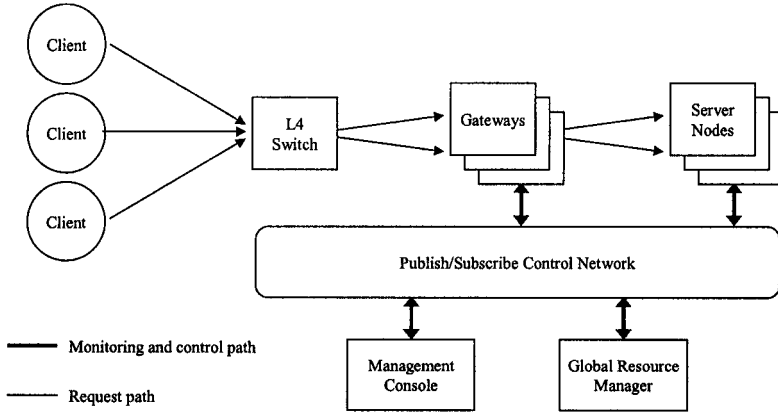 Client
Client
Client
L4
Switch
Gateways
Server
Nodes
Publish/Subscribe Control Network
Management
Console
Global Resource
Manager
Monitoring and control path
Request path